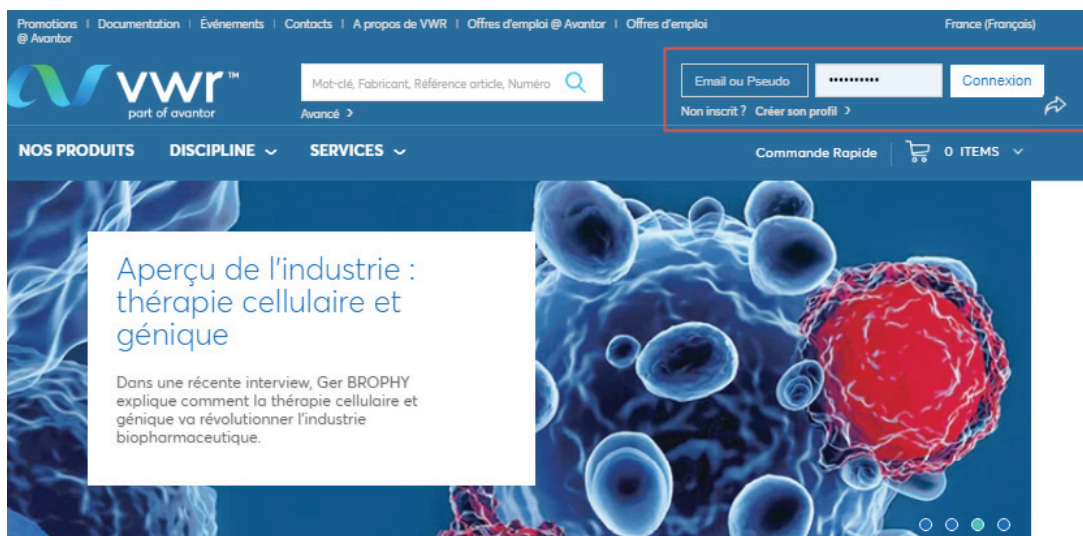 Promotions | Documentation | Événements | Contacts | A propos de VWR | Offres d'emploi @ Avantor | Offres d'emploi
@ Avantor
France (Français)
vwr™
part of avantor
Mot-clé, Fabricant, Référence article, Numéro
Avancé >
Email ou Pseudo
••••••••••
Connexion
Non inscrit ? Créer son profil >
NOS PRODUITS DISCIPLINE SERVICES
Commande Rapide
0 ITEMS
Aperçu de l'industrie :
thérapie cellulaire et
génique
Dans une récente interview, Ger BROPHY
explique comment la thérapie cellulaire et
génique va révolutionner l'industrie
biopharmaceutique.